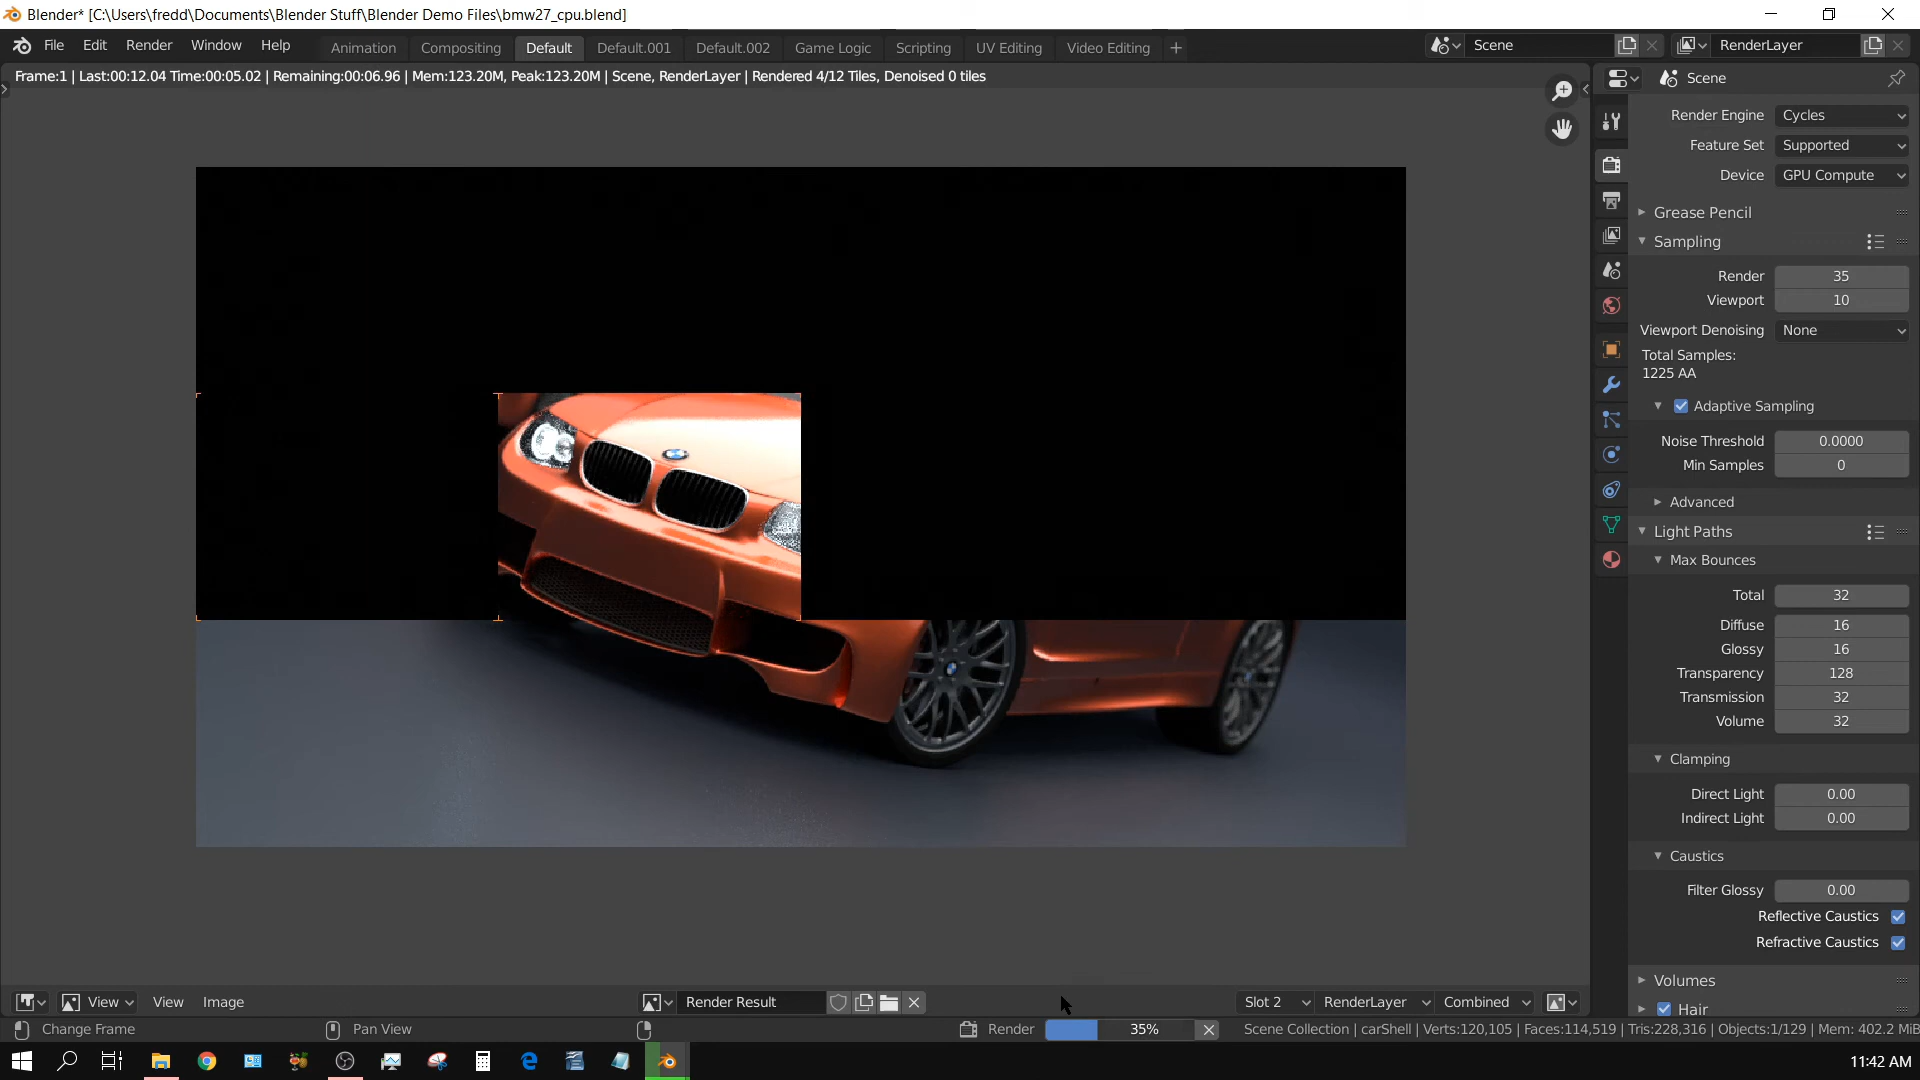 Blender* [C:\Users\fredd\Documents\Blender Stuff\Blender Demo Files\bmw27_cpu.blend]
File Edit Render Window Help Animation Compositing Default Default.001 Default.002 Game Logic Scripting UV Editing Video Editing + Scene RenderLayer
Frame:1 | Last:00:12.04 Time:00:05.02 | Remaining:00:06.96 | Mem:123.20M, Peak:123.20M | Scene, RenderLayer | Rendered 4/12 Tiles, Denoised 0 tiles
Scene
Render Engine Cycles
Feature Set Supported
Device GPU Compute
Grease Pencil
Sampling
Render 35
Viewport 10
Viewport Denoising None
Total Samples:
1225 AA
Adaptive Sampling
Noise Threshold 0.0000
Min Samples 0
Advanced
Light Paths
Max Bounces
Total 32
Diffuse 16
Glossy 16
Transparency 128
Transmission 32
Volume 32
Clamping
Direct Light 0.00
Indirect Light 0.00
Caustics
Filter Glossy 0.00
Reflective Caustics
Refractive Caustics
Volumes
Hair
View View Image Render Result Slot 2 RenderLayer Combined
Change Frame Pan View Render 35% Scene Collection | carShell | Verts:120,105 | Faces:114,519 | Tris:228,316 | Objects:1/129 | Mem: 402.2 MiB
11:42 AM